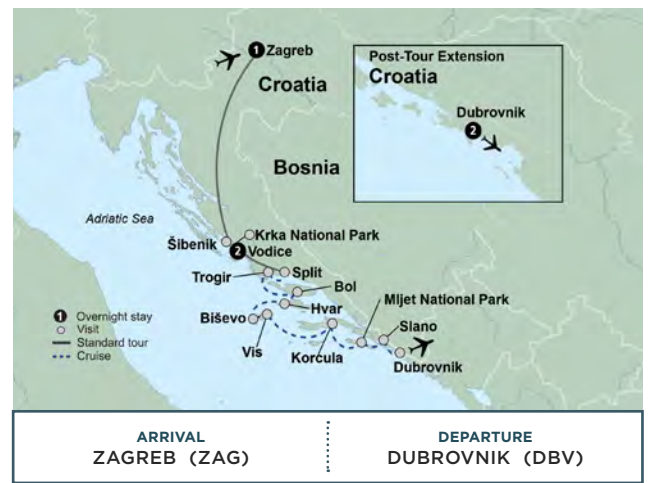 1 Zagreb
Croatia
Bosnia
Post-Tour Extension
Croatia
Dubrovnik
2
Adriatic Sea
Šibenik
Krka National Park
2 Vodice
Trogir
Split
Bol
Hvar
Biševo
Vis
Korcula
Mljet National Park
Slano
Dubrovnik
1 Overnight stay
Visit
Standard tour
Cruise
ARRIVAL
ZAGREB (ZAG)
DEPARTURE
DUBROVNIK (DBV)